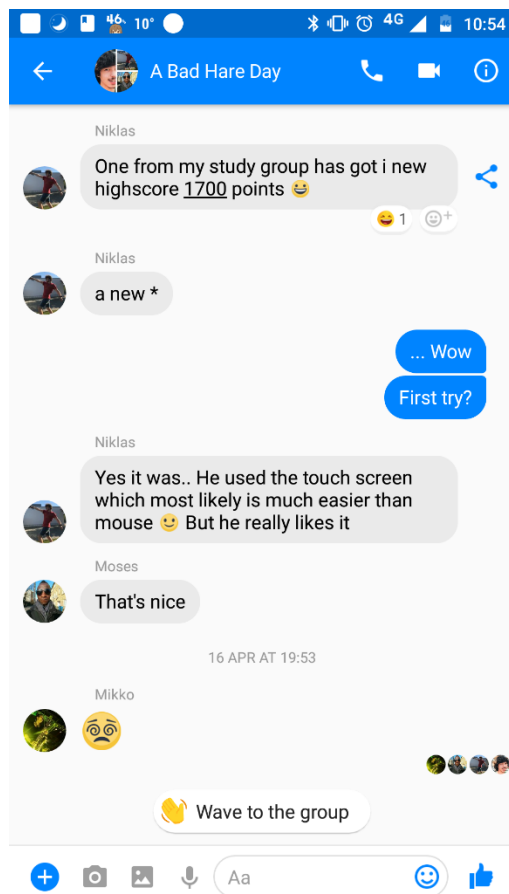 46
10°
4G
10:54
A Bad Hare Day
Niklas
One from my study group has got i new
highscore 1700 points 😀
😄 1
Niklas
a new *
... Wow
First try?
Niklas
Yes it was.. He used the touch screen
which most likely is much easier than
mouse 🙂 But he really likes it
Moses
That's nice
16 APR AT 19:53
Mikko
Wave to the group
Aa